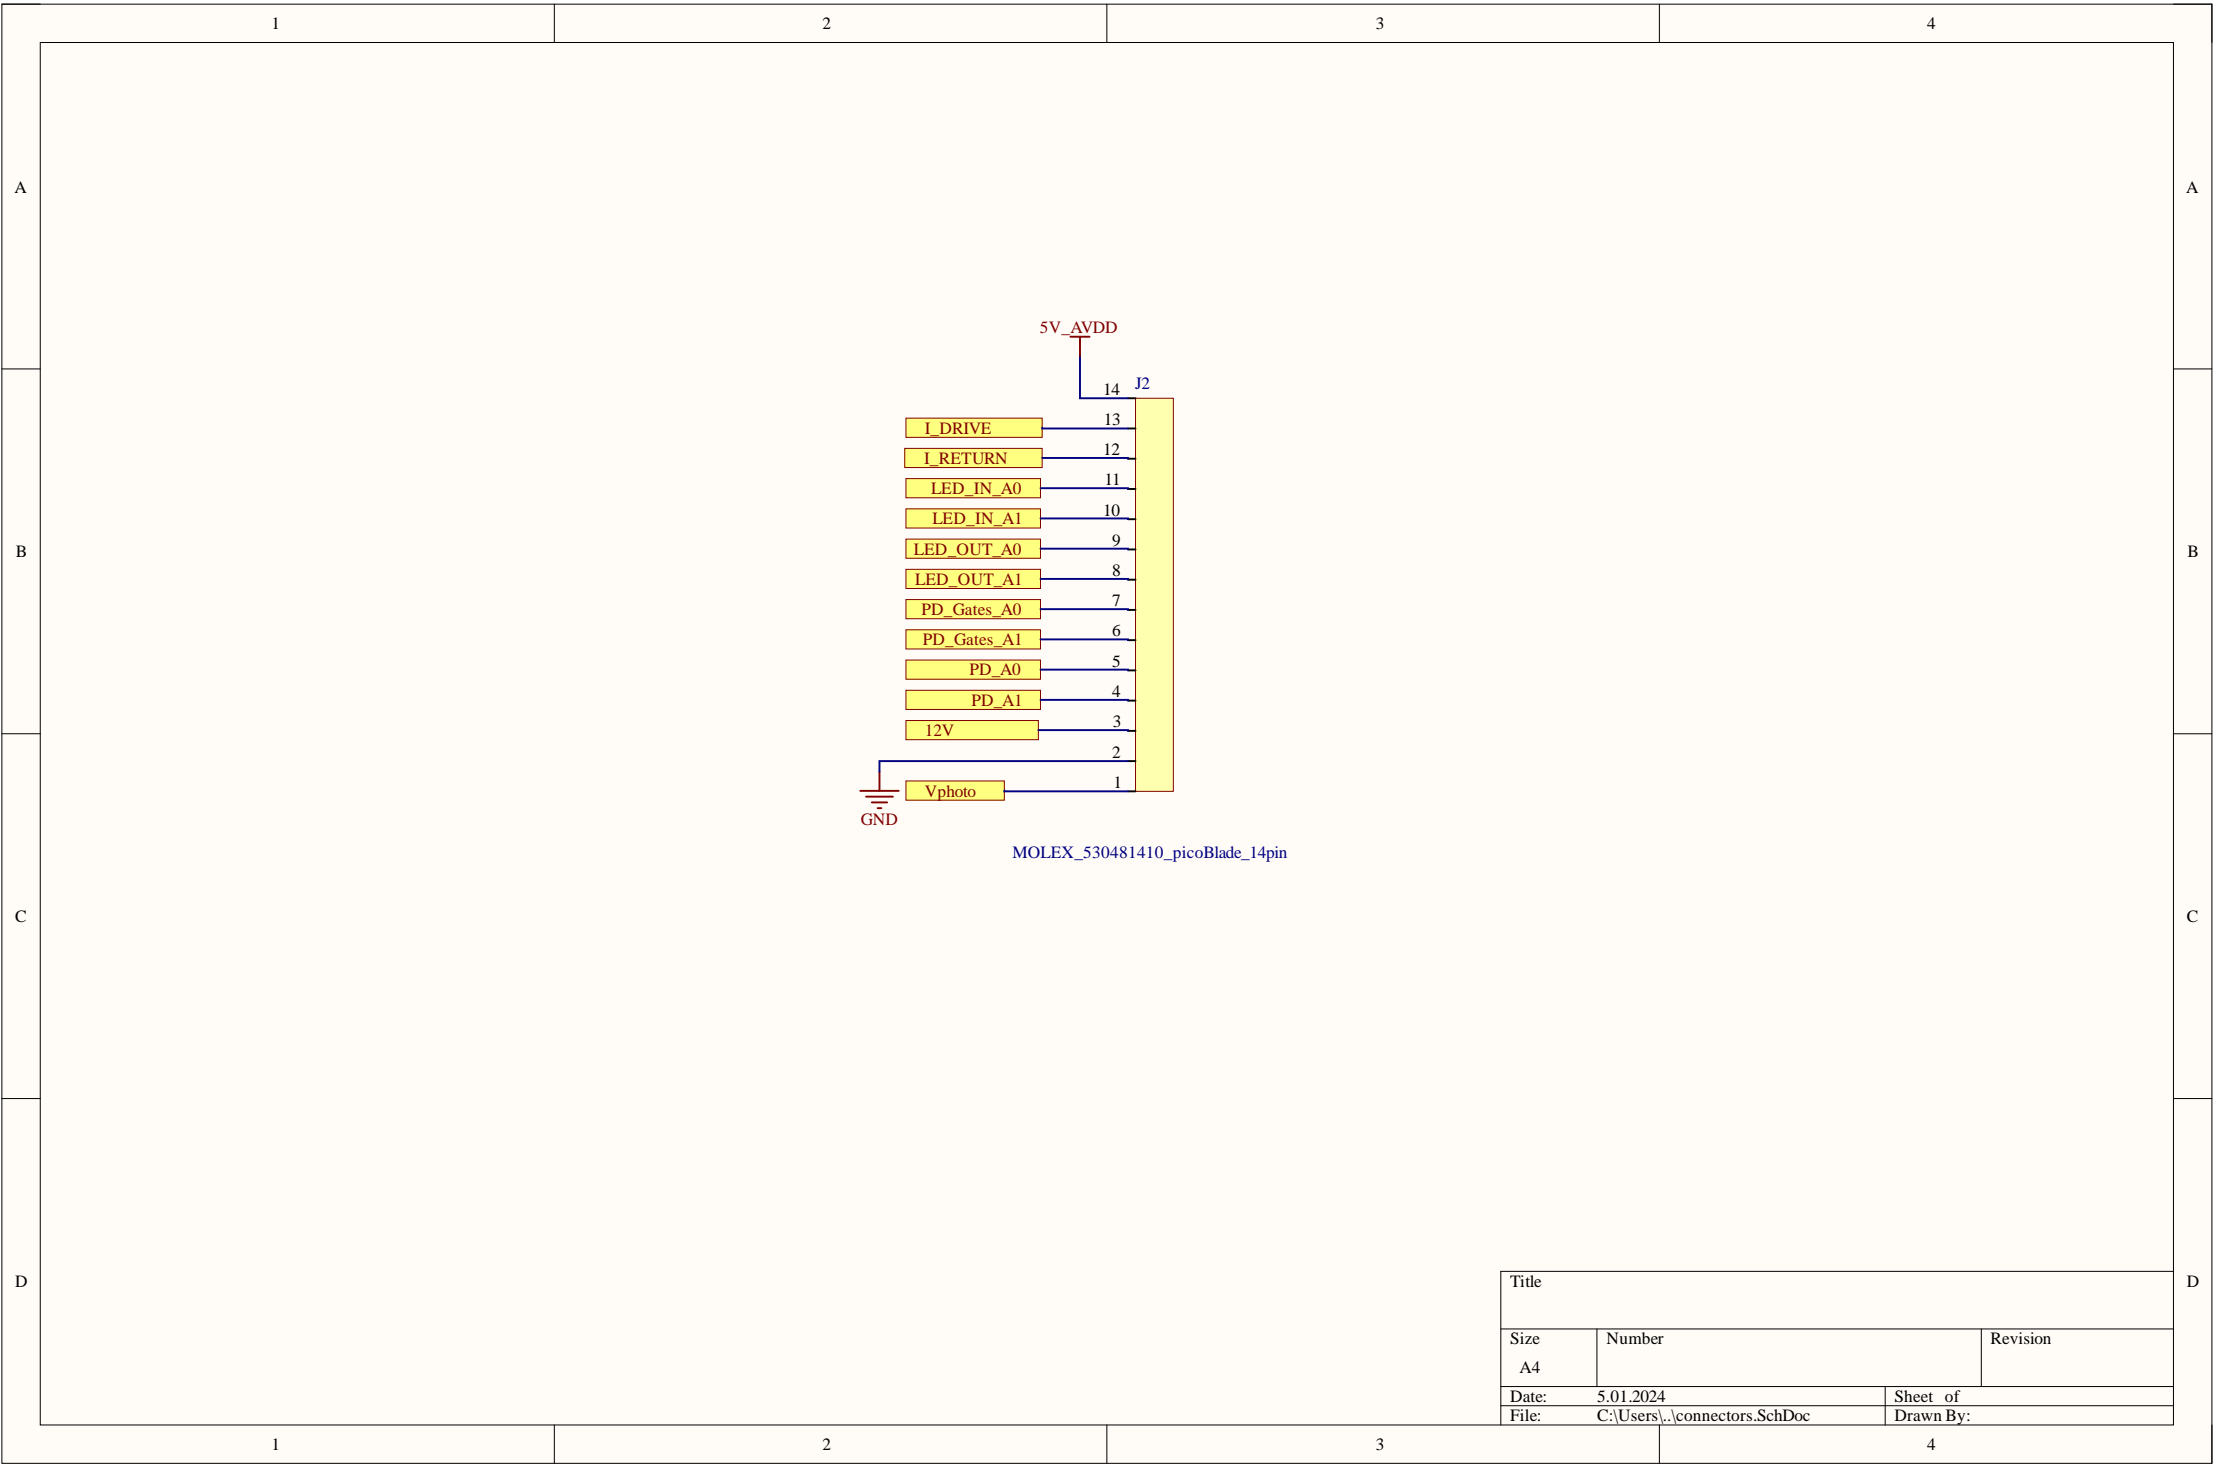 1 2 3 4
A A
5V_AVDD
14 J2
I_DRIVE 13
I_RETURN 12
LED_IN_A0 11
LED_IN_A1 10
LED_OUT_A0 9
B B
LED_OUT_A1 8
PD_Gates_A0 7
PD_Gates_A1 6
PD_A0 5
PD_A1 4
12V 3
2
Vphoto 1
GND
MOLEX_530481410_picoBlade_14pin
C C
D D
Title
Size Number Revision
A4
Date: 5.01.2024 Sheet of
File: C:\Users\..\connectors.SchDoc Drawn By:
1 2 3 4